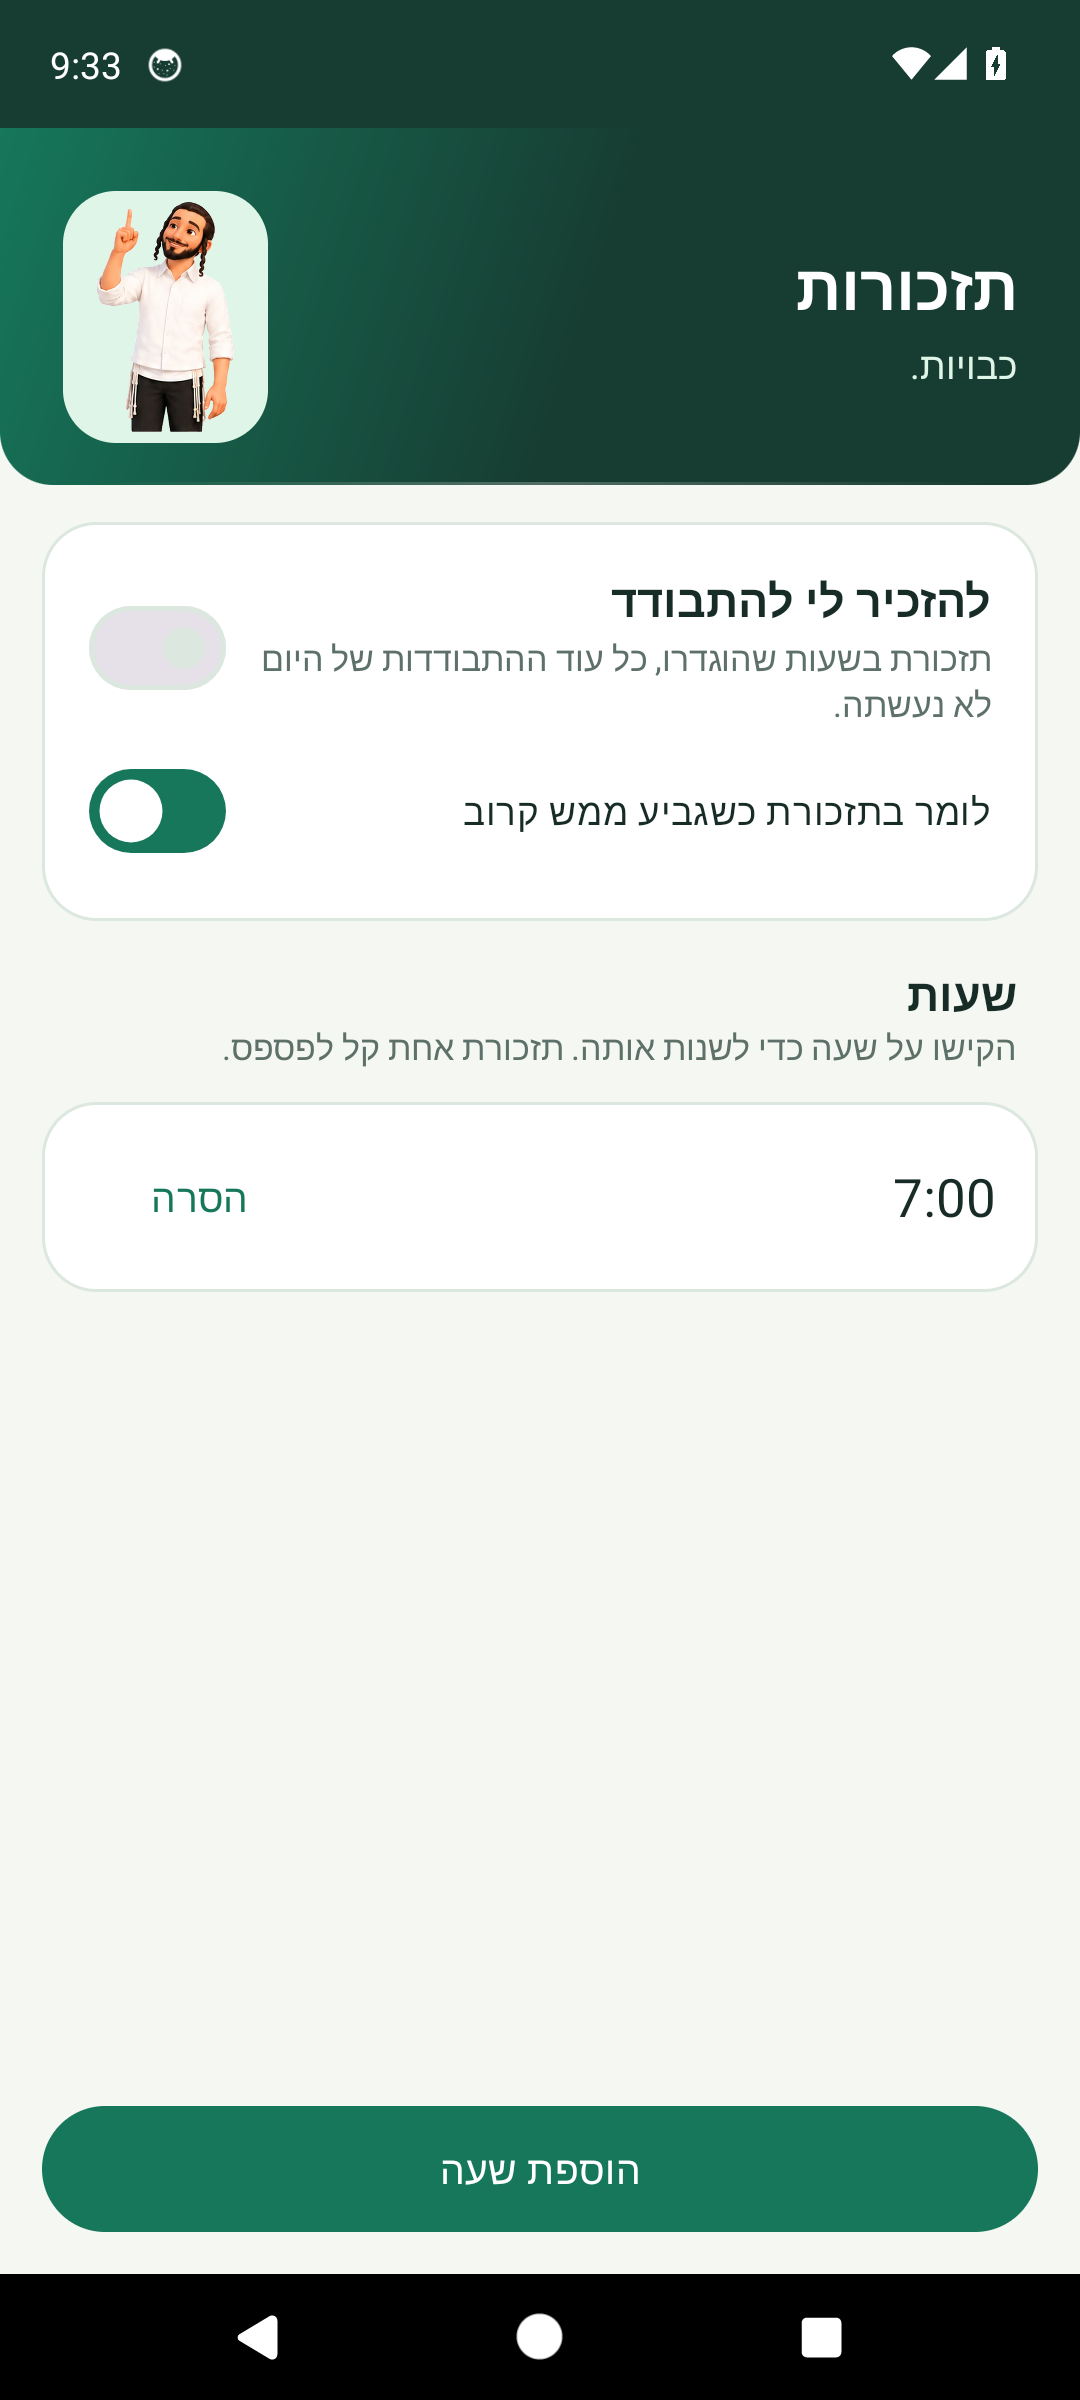 9:33
תזכורות
כבויות.
להזכיר לי להתבודד
תזכורת בשעות שהוגדרו, כל עוד ההתבודדות של היום
לא נעשתה.
לומר בתזכורת כשגביע ממש קרוב
שעות
הקישו על שעה כדי לשנות אותה. תזכורת אחת קל לפספס.
7:00
הסרה
הוספת שעה